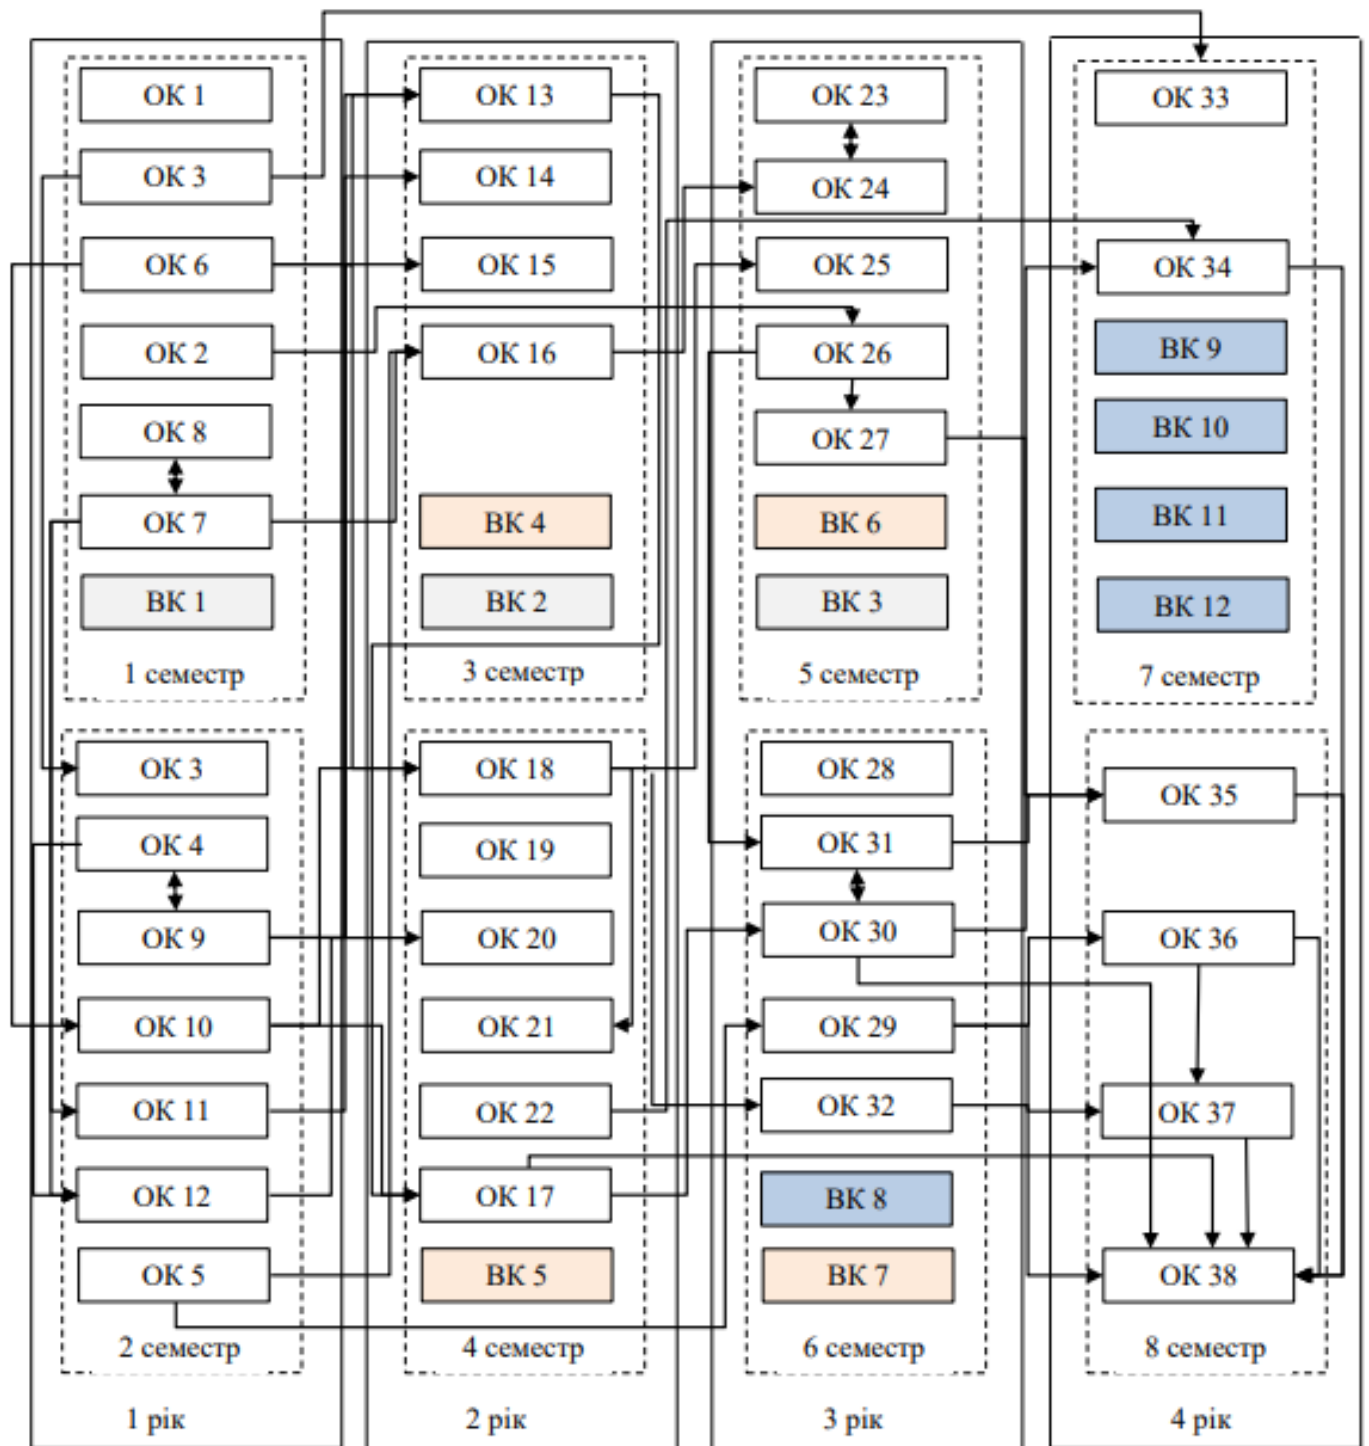 ОК 1
ОК 3
ОК 6
ОК 2
ОК 8
ОК 7
ВК 1
1 семестр
ОК 3
ОК 4
ОК 9
ОК 10
ОК 11
ОК 12
ОК 5
2 семестр
1 рік
ОК 13
ОК 14
ОК 15
ОК 16
ВК 4
ВК 2
3 семестр
ОК 18
ОК 19
ОК 20
ОК 21
ОК 22
ОК 17
ВК 5
4 семестр
2 рік
ОК 23
ОК 24
ОК 25
ОК 26
ОК 27
ВК 6
ВК 3
5 семестр
ОК 28
ОК 31
ОК 30
ОК 29
ОК 32
ВК 8
ВК 7
6 семестр
3 рік
ОК 33
ОК 34
ВК 9
ВК 10
ВК 11
ВК 12
7 семестр
ОК 35
ОК 36
ОК 37
ОК 38
8 семестр
4 рік